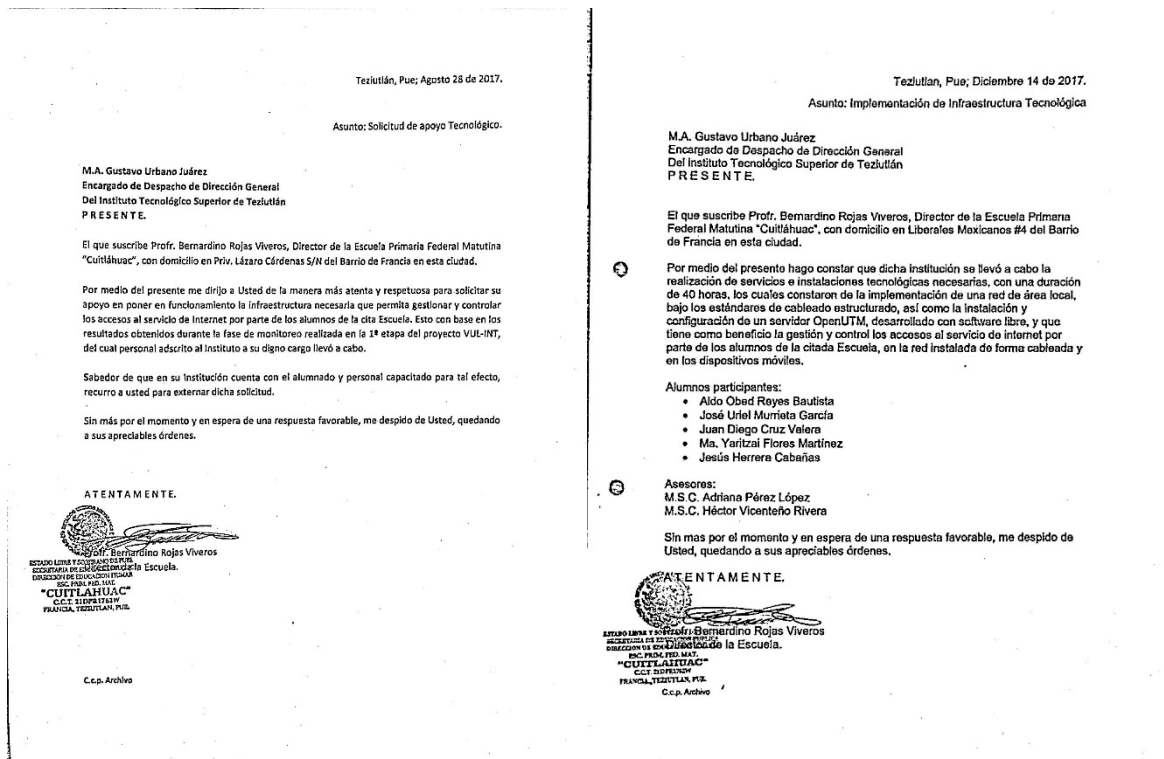 Teziutlán, Pue; Agosto 28 de 2017.
Asunto: Solicitud de apoyo Tecnológico.
M.A. Gustavo Urbano Juárez
Encargado de Despacho de Dirección General
Del Instituto Tecnológico Superior de Teziutlán
P R E S E N T E.
El que suscribe Profr. Bernardino Rojas Viveros, Director de la Escuela Primaria Federal Matutina
"Cuitláhuac", con domicilio en Priv. Lázaro Cárdenas S/N del Barrio de Francia en esta ciudad.
Por medio del presente me dirijo a Usted de la manera más atenta y respetuosa para solicitar su
apoyo en poner en funcionamiento la infraestructura necesaria que permita gestionar y controlar
los accesos al servicio de Internet por parte de los alumnos de la cita Escuela. Esto con base en los
resultados obtenidos durante la fase de monitoreo realizada en la 1ª etapa del proyecto VUL-INT,
del cual personal adscrito al Instituto a su digno cargo llevó a cabo.
Sabedor de que en su Institución cuenta con el alumnado y personal capacitado para tal efecto,
recurro a usted para externar dicha solicitud.
Sin más por el momento y en espera de una respuesta favorable, me despido de Usted, quedando
a sus apreciables órdenes.
A T E N T A M E N T E.
Profr. Bernardino Rojas Viveros
la Escuela.
ESC. PRIM. FED. MAT.
"CUITLAHUAC"
C.C.T. 21DPR1761W
FRANCIA, TEZIUTLAN, PUE.
C.c.p. Archivo
Teziutlan, Pue; Diciembre 14 de 2017.
Asunto: Implementación de Infraestructura Tecnológica
M.A. Gustavo Urbano Juárez
Encargado de Despacho de Dirección General
Del Instituto Tecnológico Superior de Teziutlán
P R E S E N T E.
El que suscribe Profr. Bernardino Rojas Viveros, Director de la Escuela Primaria
Federal Matutina "Cuitláhuac", con domicilio en Liberales Mexicanos #4 del Barrio
de Francia en esta ciudad.
Por medio del presente hago constar que dicha institución se llevó a cabo la
realización de servicios e instalaciones tecnológicas necesarias, con una duración
de 40 horas, los cuales constaron de la implementación de una red de área local,
bajo los estándares de cableado estructurado, así como la instalación y
configuración de un servidor OpenUTM, desarrollado con software libre, y que
tiene como beneficio la gestión y control los accesos al servicio de internet por
parte de los alumnos de la citada Escuela, en la red instalada de forma cableada y
en los dispositivos móviles.
Alumnos participantes:
• Aldo Obed Reyes Bautista
• José Uriel Murrieta García
• Juan Diego Cruz Valera
• Ma. Yaritzai Flores Martínez
• Jesús Herrera Cabañas
Asesores:
M.S.C. Adriana Pérez López
M.S.C. Héctor Vicenteño Rivera
Sin mas por el momento y en espera de una respuesta favorable, me despido de
Usted, quedando a sus apreciables órdenes.
A T E N T A M E N T E.
Profr. Bernardino Rojas Viveros
Director de la Escuela.
ESC. PRIM. FED. MAT.
"CUITLAHUAC"
FRANCIA, TEZIUTLAN, PUE.
C.c.p. Archivo